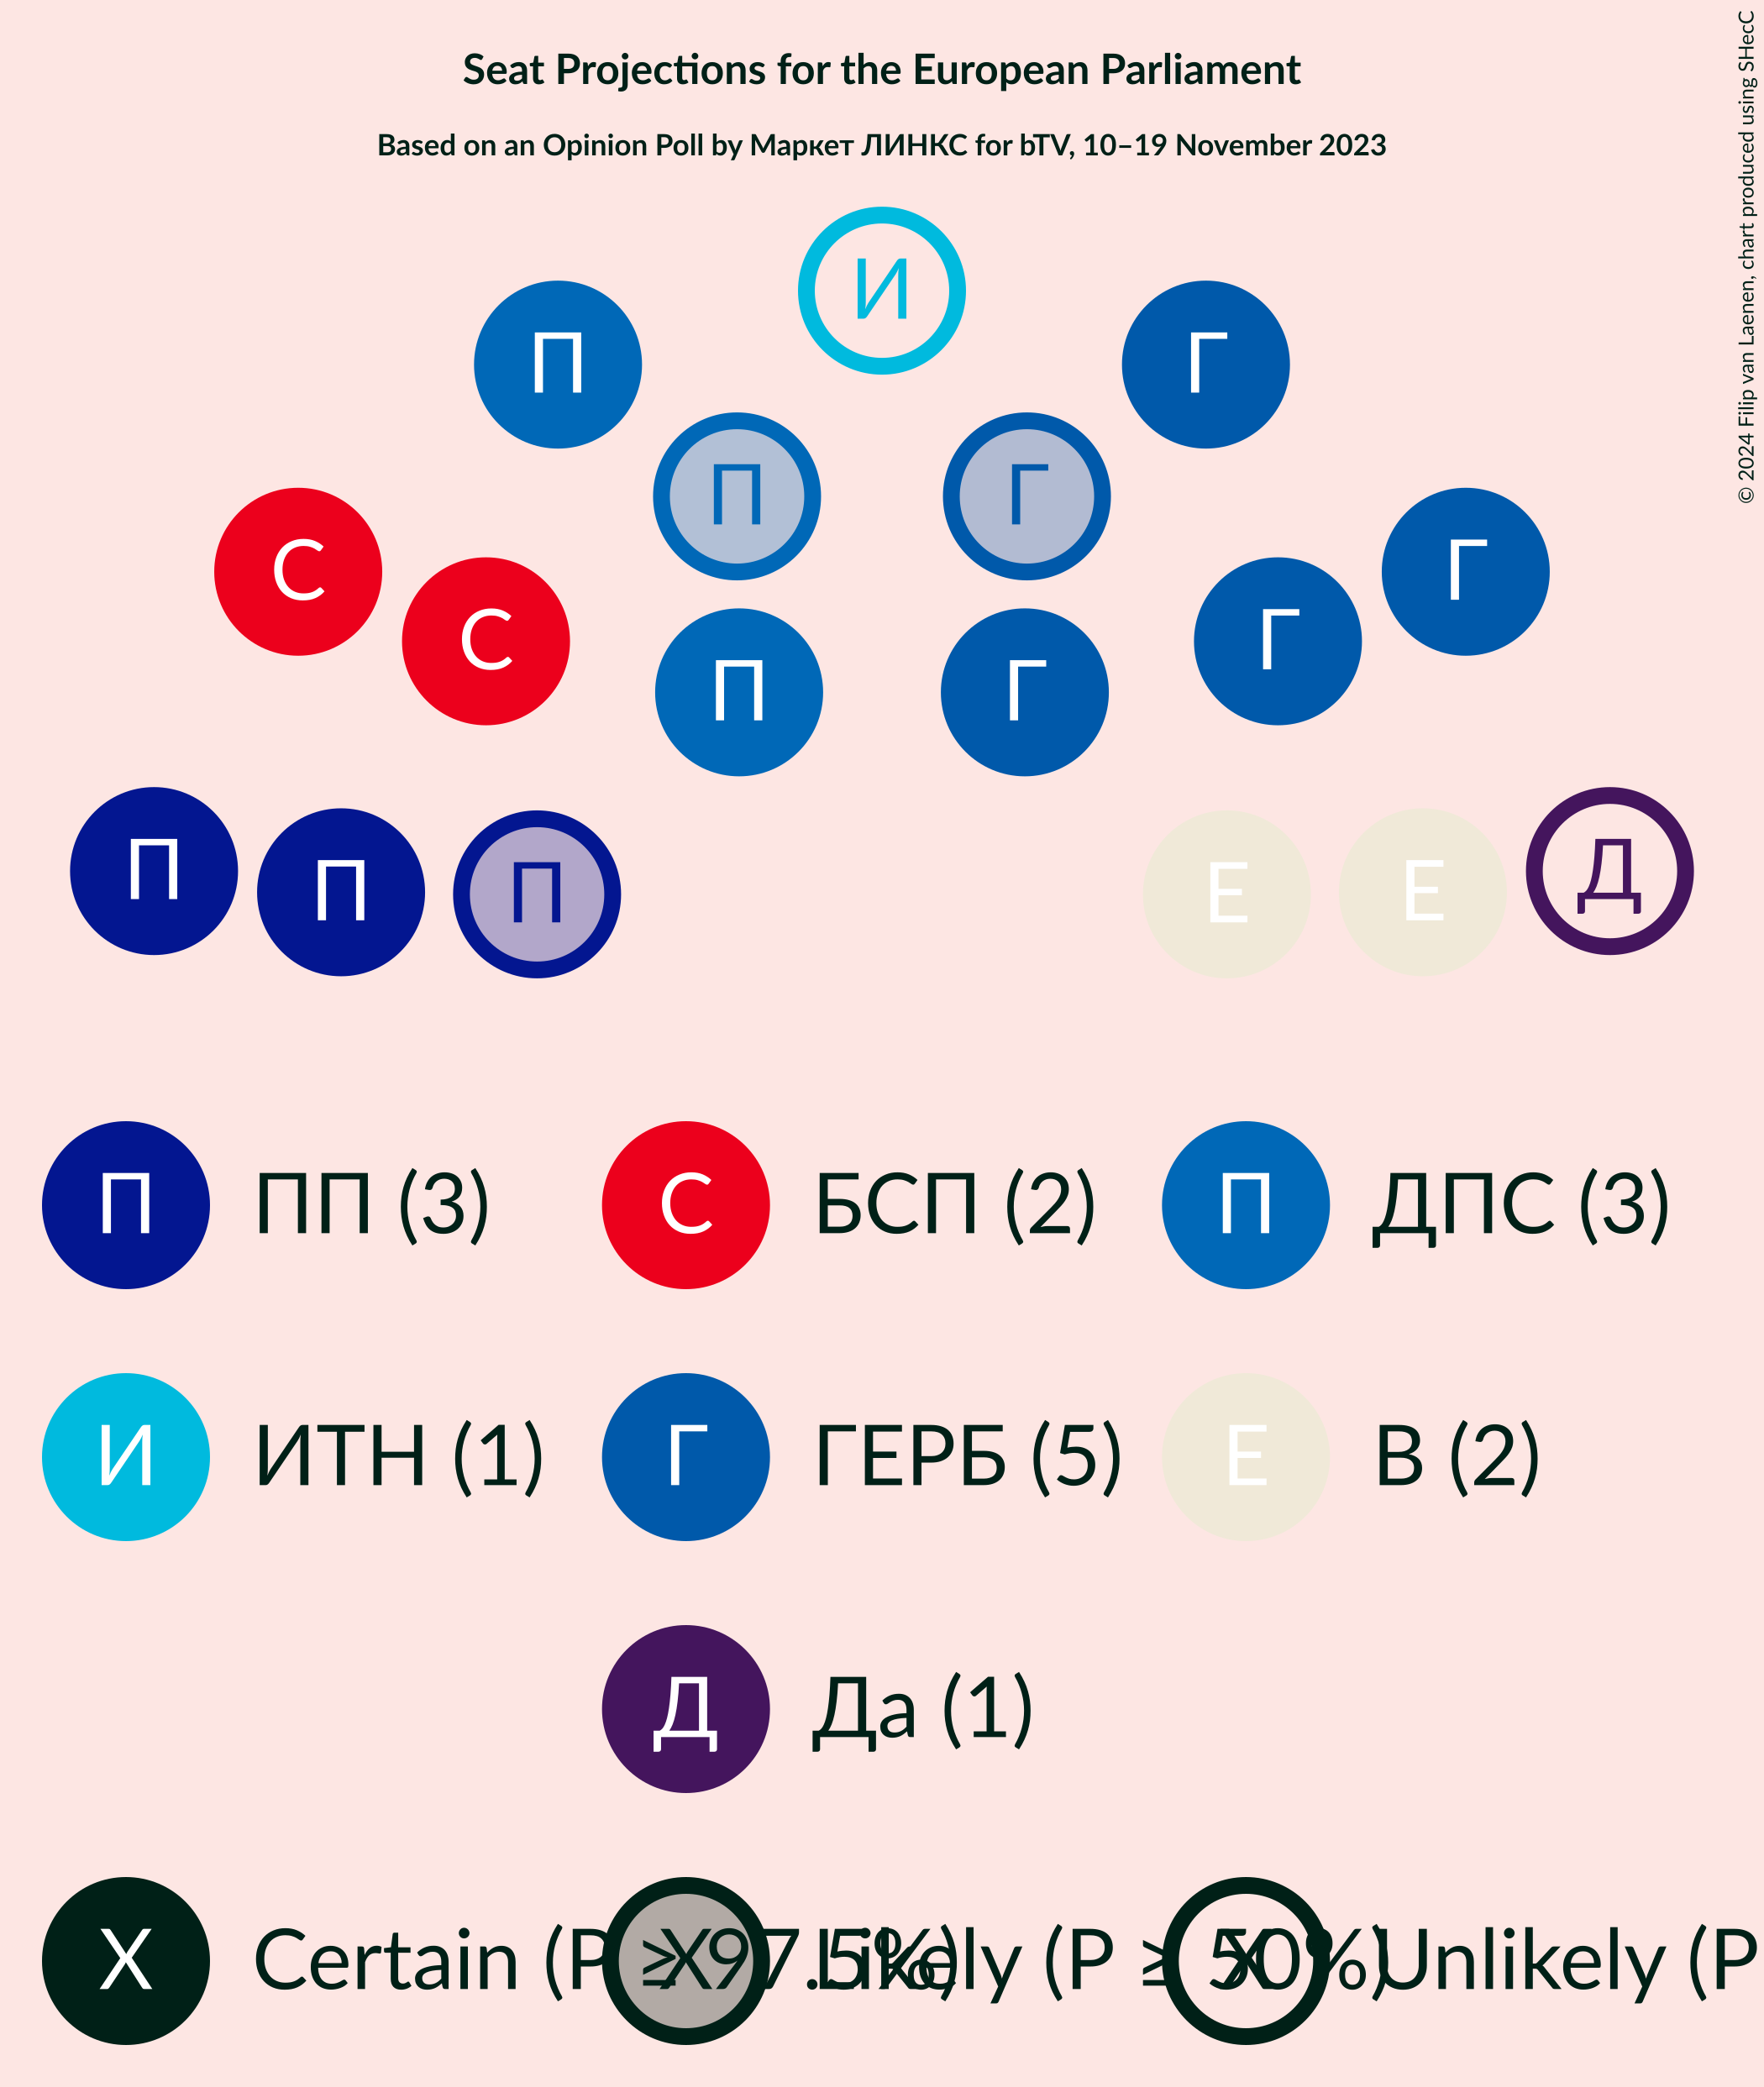 Seat Projections for the European Parliament
Based on an Opinion Poll by Маркет ЛИНКС for bTV, 10–19 November 2023
© 2024 Filip van Laenen, chart produced using SHecC
И
П Г
П Г
С Г
С Г
П Г
П Д
П Е
П Е
П ПП (3) С БСП (2) П ДПС (3)
И ИТН (1) Г ГЕРБ (5) Е В (2)
Д Да (1)
X Certain (P ≥ 97.5%) X Likely (P ≥ 50%) X Unlikely (P